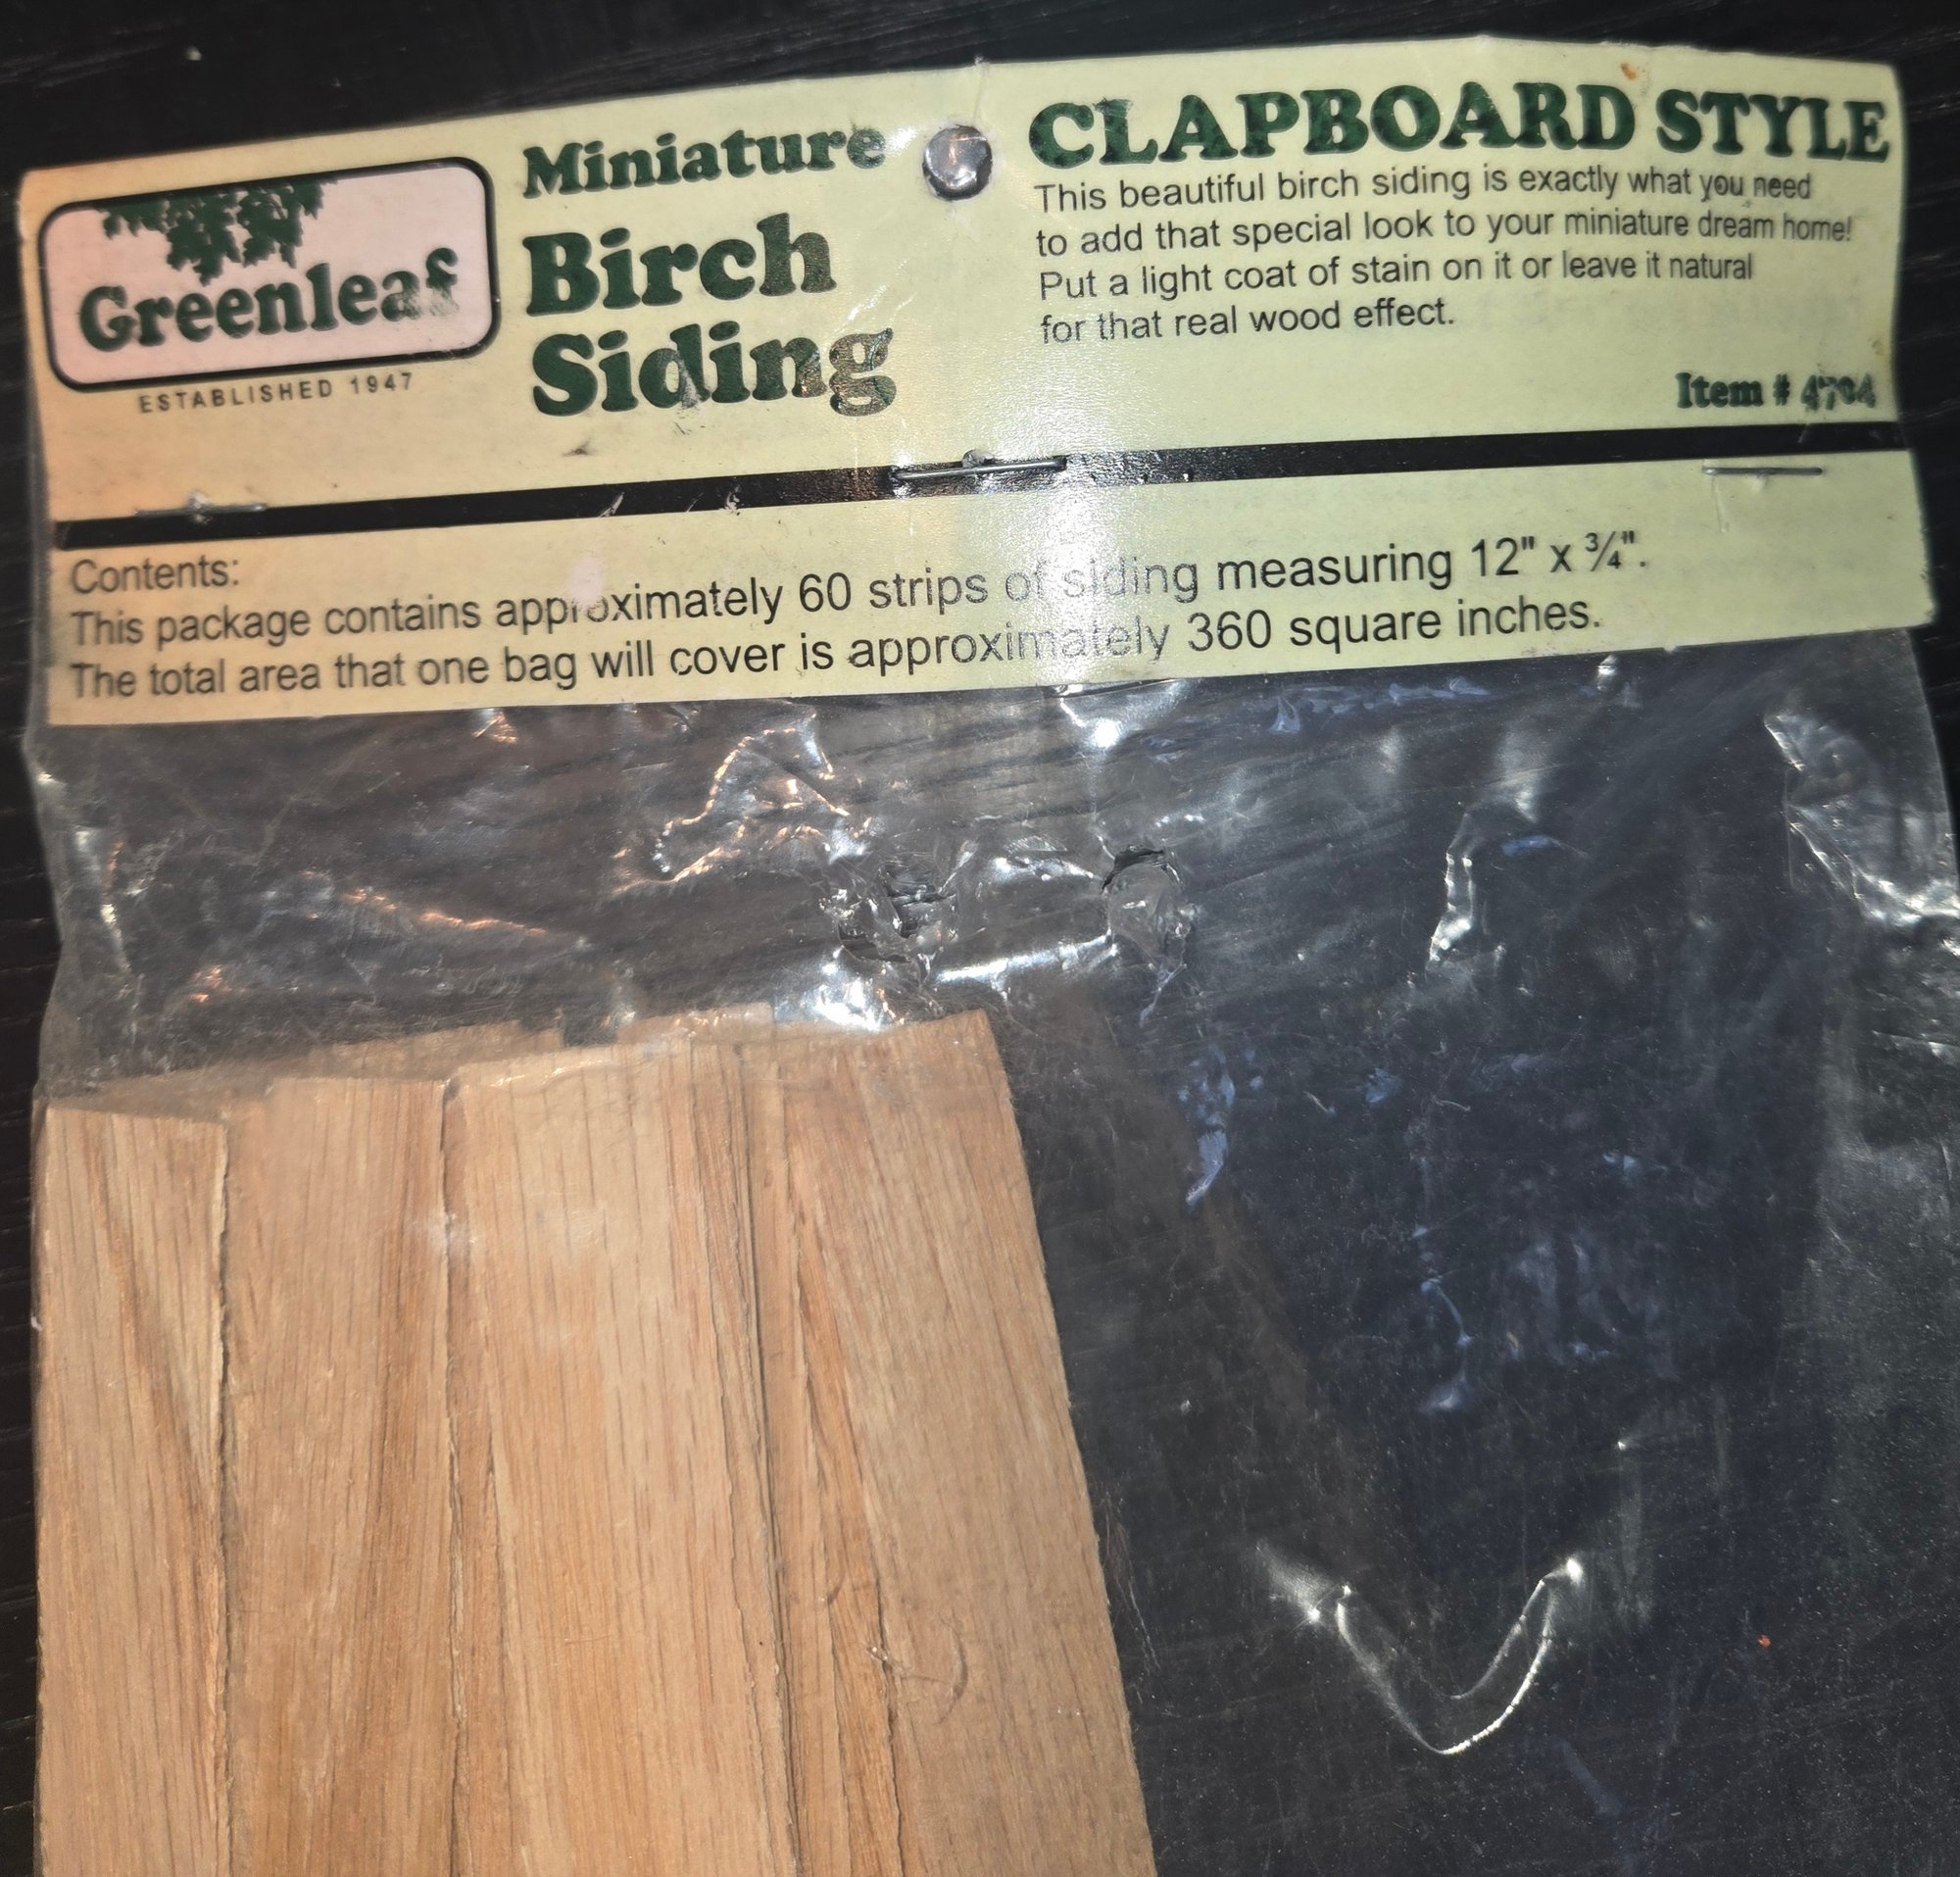 Greenleaf
ESTABLISHED 1947
Miniature
Birch
Siding
CLAPBOARD STYLE
This beautiful birch siding is exactly what you need
to add that special look to your miniature dream home!
Put a light coat of stain on it or leave it natural
for that real wood effect.
Item # 4704
Contents:
This package contains approximately 60 strips of siding measuring 12" x ¾".
The total area that one bag will cover is approximately 360 square inches.